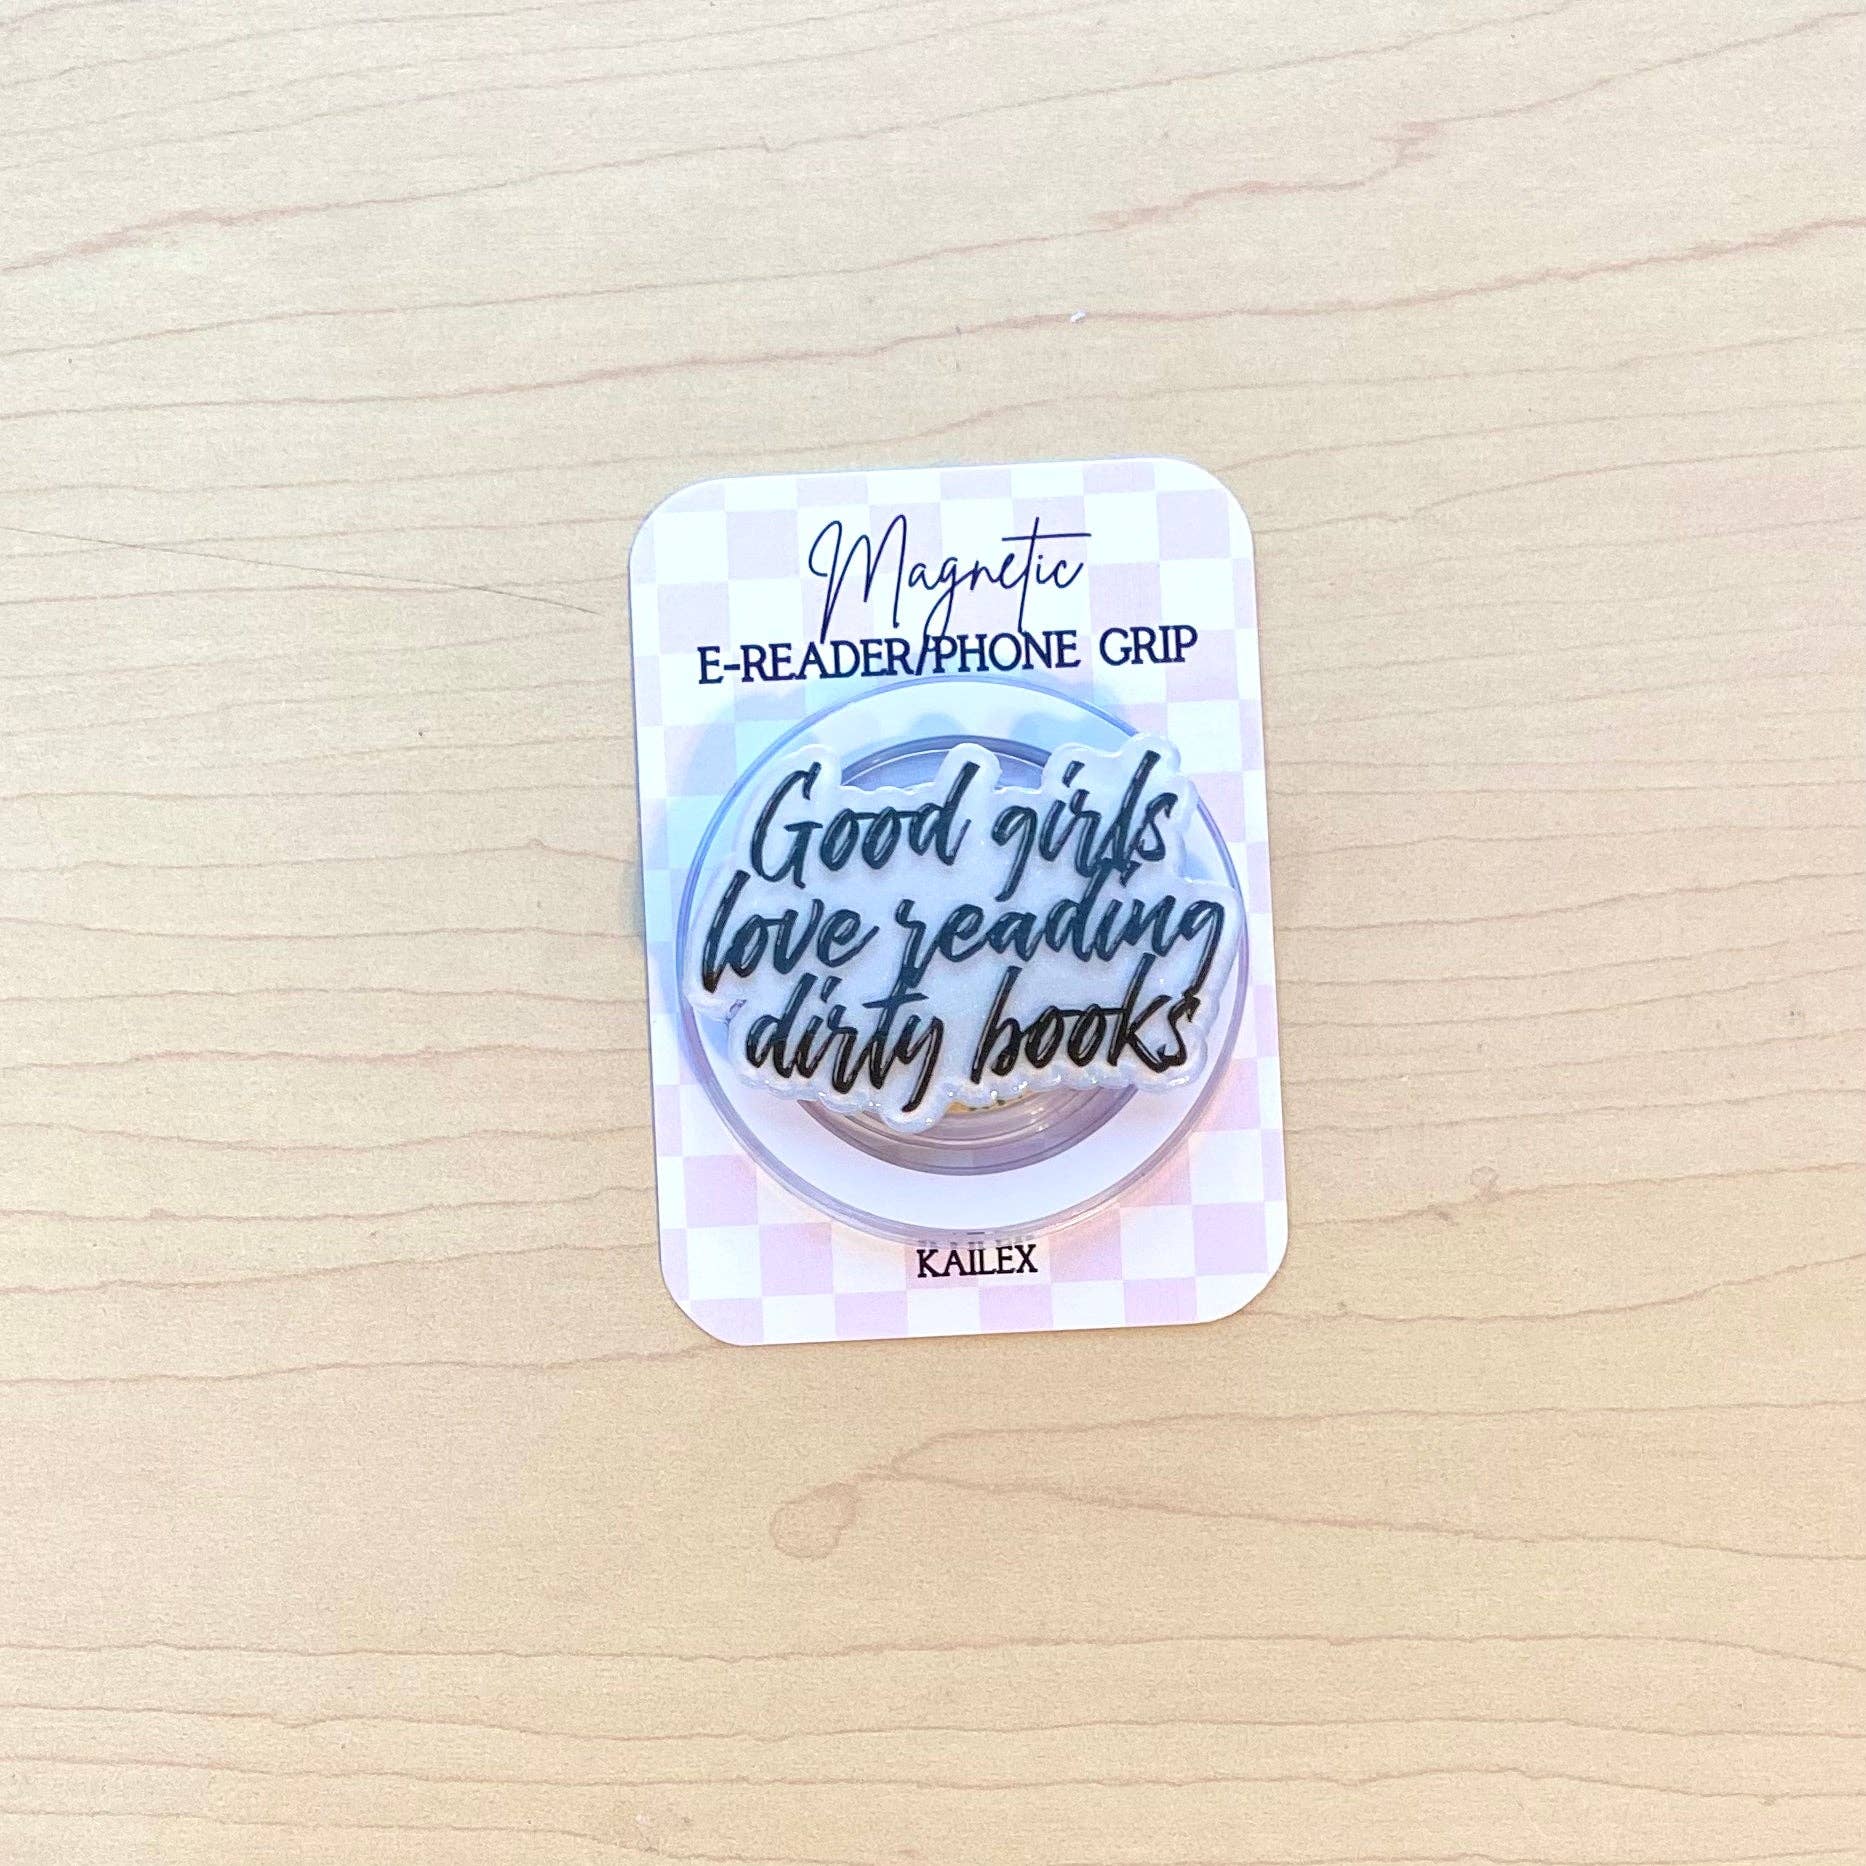 Magnetic
E-READER/PHONE GRIP
Good girls
love reading
dirty books
KAILEX